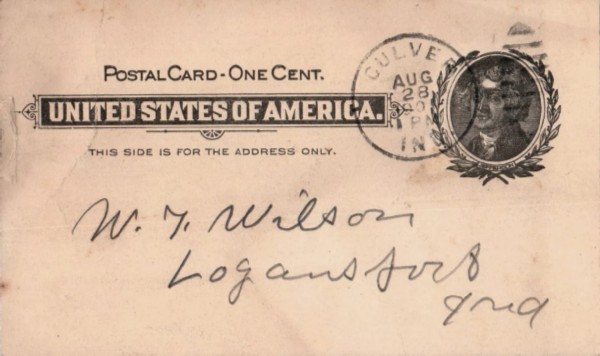 POSTAL CARD - ONE CENT.
UNITED STATES OF AMERICA.
THIS SIDE IS FOR THE ADDRESS ONLY.
CULVER
AUG
28
1 PM
IND
W. T. Wilson
Logansport
Ind